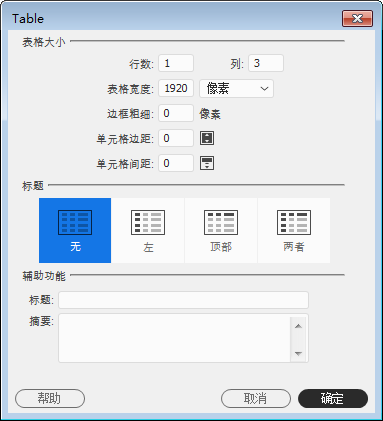 Table
表格大小
行数: 1 列: 3
表格宽度: 1920 像素
边框粗细: 0 像素
单元格边距: 0
单元格间距: 0
标题
无 左 顶部 两者
辅助功能
标题:
摘要:
帮助 取消 确定